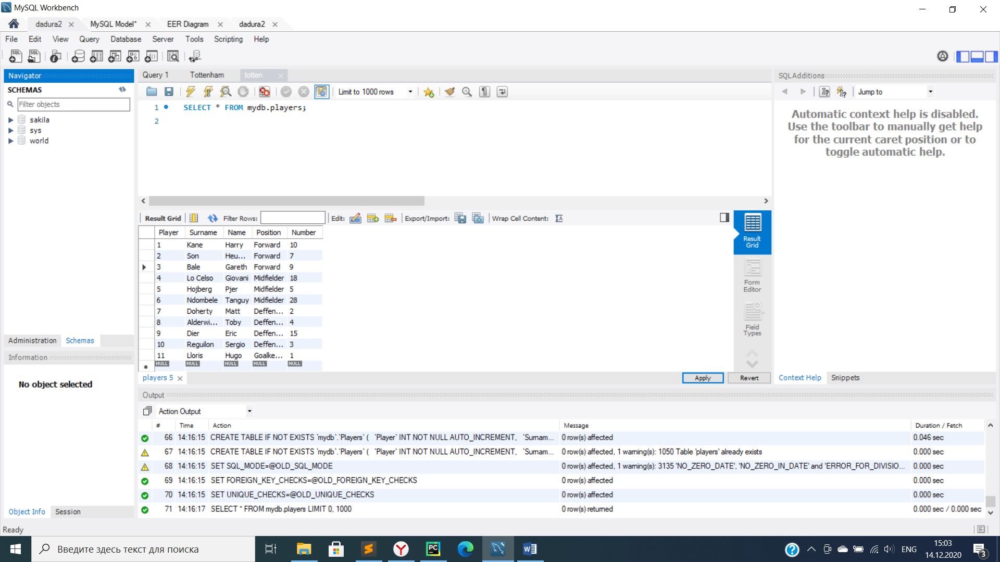 MySQL Workbench
dadura2 MySQL Model* EER Diagram dadura2
File Edit View Query Database Server Tools Scripting Help
Navigator
SCHEMAS
Filter objects
sakila
sys
world
Administration Schemas
Information
No object selected
Object Info Session
Query 1 Tottenham totten
Limit to 1000 rows
1 SELECT * FROM mydb.players;
2
Result Grid Filter Rows: Edit: Export/Import: Wrap Cell Content:
Player Surname Name Position Number
1 Kane Harry Forward 10
2 Son Heu... Forward 7
3 Bale Gareth Forward 9
4 Lo Celso Giovani Midfielder 18
5 Hojberg Pjer Midfielder 5
6 Ndombele Tanguy Midfielder 28
7 Doherty Matt Deffen... 2
8 Alderwi... Toby Deffen... 4
9 Dier Eric Deffen... 15
10 Reguilon Sergio Deffen... 3
11 Lloris Hugo Goalke... 1
NULL NULL NULL NULL NULL
players 5 Apply Revert
Result
Grid
Form
Editor
Field
Types
SQLAdditions
Jump to
Automatic context help is disabled.
Use the toolbar to manually get help
for the current caret position or to
toggle automatic help.
Context Help Snippets
Output
Action Output
# Time Action Message Duration / Fetch
66 14:16:15 CREATE TABLE IF NOT EXISTS `mydb`.`Players` ( `Player` INT NOT NULL AUTO_INCREMENT, `Surnam... 0 row(s) affected 0.046 sec
67 14:16:15 CREATE TABLE IF NOT EXISTS `mydb`.`Players` ( `Player` INT NOT NULL AUTO_INCREMENT, `Surnam... 0 row(s) affected, 1 warning(s): 1050 Table 'players' already exists 0.000 sec
68 14:16:15 SET SQL_MODE=@OLD_SQL_MODE 0 row(s) affected, 1 warning(s): 3135 'NO_ZERO_DATE', 'NO_ZERO_IN_DATE' and 'ERROR_FOR_DIVISIO... 0.000 sec
69 14:16:15 SET FOREIGN_KEY_CHECKS=@OLD_FOREIGN_KEY_CHECKS 0 row(s) affected 0.000 sec
70 14:16:15 SET UNIQUE_CHECKS=@OLD_UNIQUE_CHECKS 0 row(s) affected 0.000 sec
71 14:16:17 SELECT * FROM mydb.players LIMIT 0, 1000 0 row(s) returned 0.000 sec / 0.000 sec
Ready
Введите здесь текст для поиска
ENG
15:03
14.12.2020
3